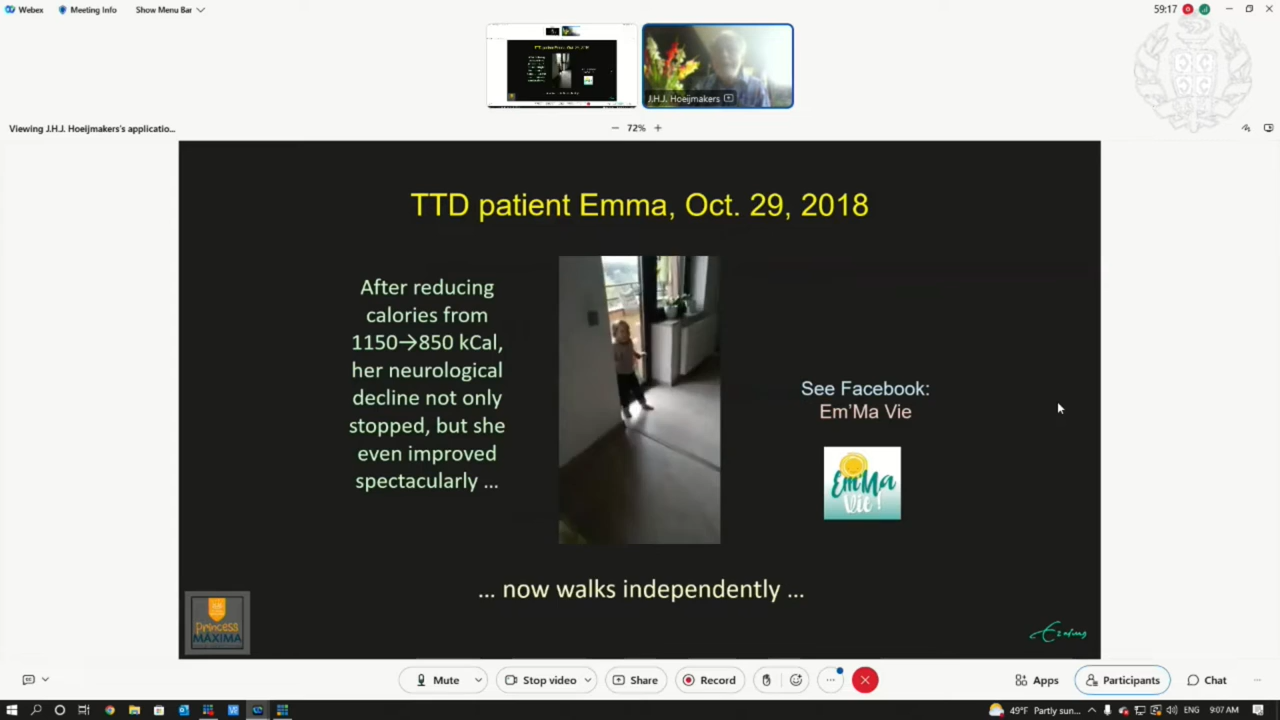 Webex
Meeting Info
Show Menu Bar
59:17
J.H.J. Hoeijmakers
Viewing J.H.J. Hoeijmakers's applicatio...
72%
TTD patient Emma, Oct. 29, 2018
After reducing
calories from
1150→850 kCal,
her neurological
decline not only
stopped, but she
even improved
spectacularly ...
See Facebook:
Em'Ma Vie
Em'Ma
Vie !
... now walks independently ...
Princess
MÁXIMA
Erasmus
Mute
Stop video
Share
Record
Apps
Participants
Chat
49°F Partly sun...
ENG
9:07 AM